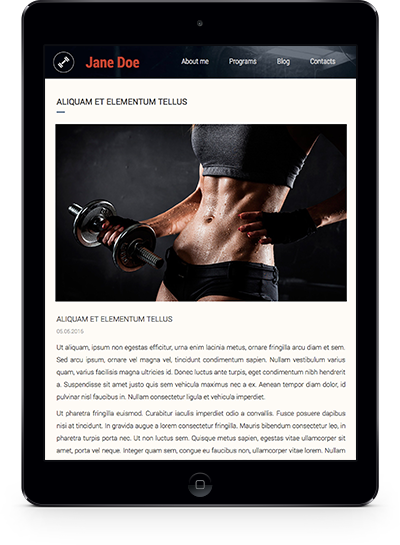 Jane Doe
About me Programs Blog Contacts
ALIQUAM ET ELEMENTUM TELLUS
ALIQUAM ET ELEMENTUM TELLUS
05.06.2016
Ut aliquam, ipsum non egestas efficitur, urna enim lacinia metus, ornare fringilla arcu diam et sem.
Sed arcu ipsum, ornare vel magna vel, tincidunt condimentum sapien. Nullam vestibulum varius
quam, varius facilisis magna ultricies id. Donec luctus ante turpis, eget condimentum nibh hendrerit
a. Suspendisse sit amet justo quis sem vehicula maximus nec a ex. Aenean tempor diam dolor, id
pulvinar nisl faucibus in. Nullam consectetur ligula et vehicula imperdiet.
Ut pharetra fringilla euismod. Curabitur iaculis imperdiet odio a convallis. Fusce posuere dapibus
nisi at tincidunt. In gravida augue a lorem consectetur fringilla. Mauris bibendum consectetur leo, in
pharetra turpis porta nec. Ut non luctus sem. Quisque metus sapien, egestas vitae ullamcorper sit
amet, porta vel neque. Integer quam sem, congue eu faucibus non, ullamcorper vitae lorem. Nullam